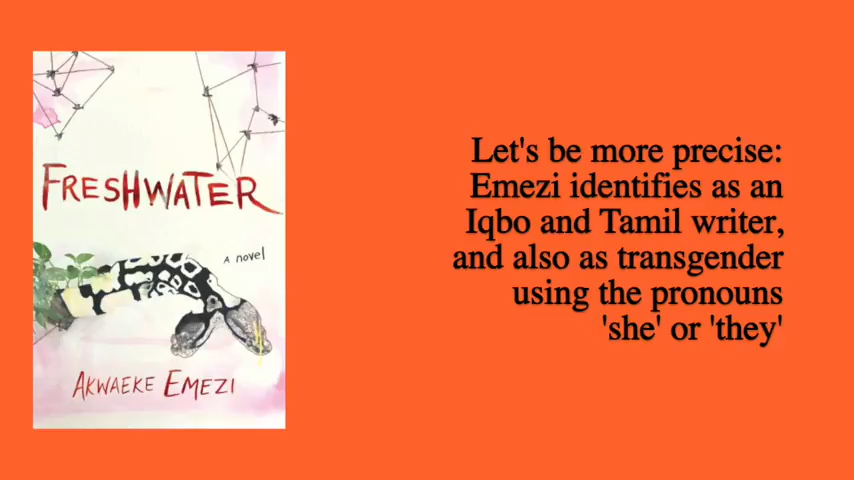 FRESHWATER
A novel
AKWAEKE EMEZI
Let's be more precise:
Emezi identifies as an
Iqbo and Tamil writer,
and also as transgender
using the pronouns
'she' or 'they'